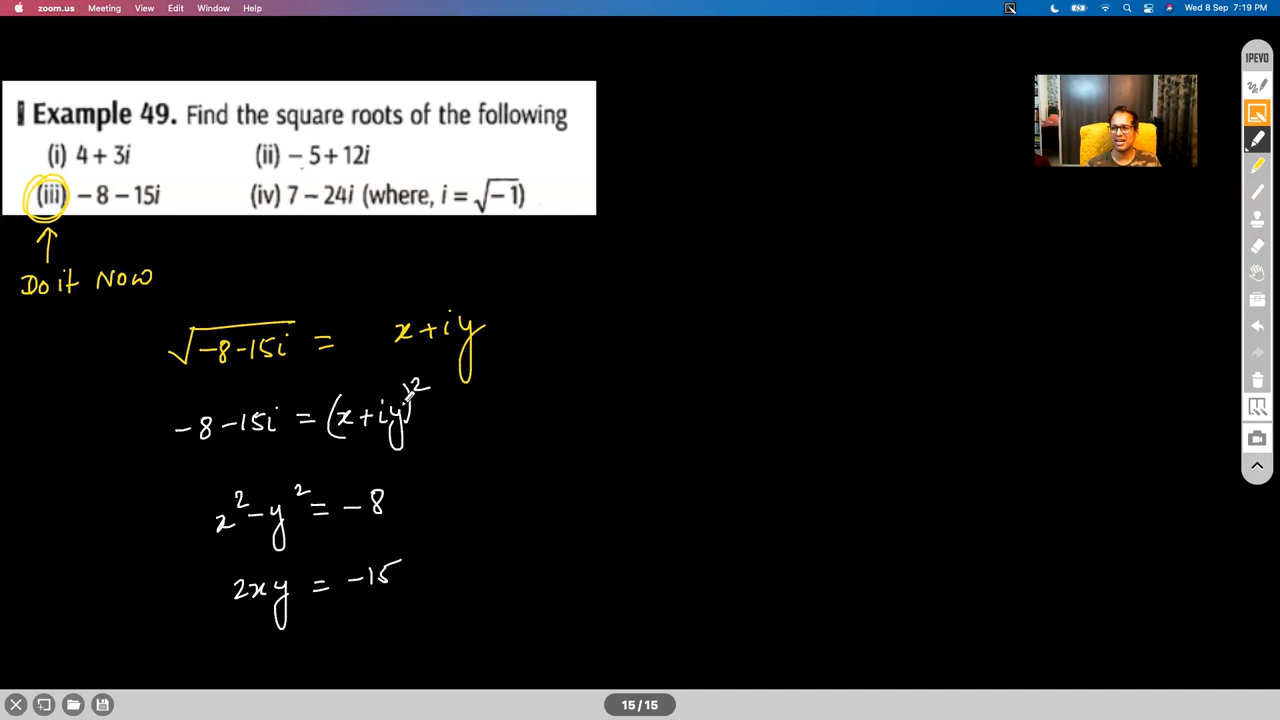 zoom.us Meeting View Edit Window Help Wed 8 Sep 7:19 PM
IPEVO
Example 49. Find the square roots of the following
(i) 4 + 3i (ii) – 5 + 12i
(iii) – 8 – 15i (iv) 7 – 24i (where, i = √–1)
Do it Now
√-8-15i = x+iy
-8-15i = (x+iy)²
x²-y² = -8
2xy = -15
15/15